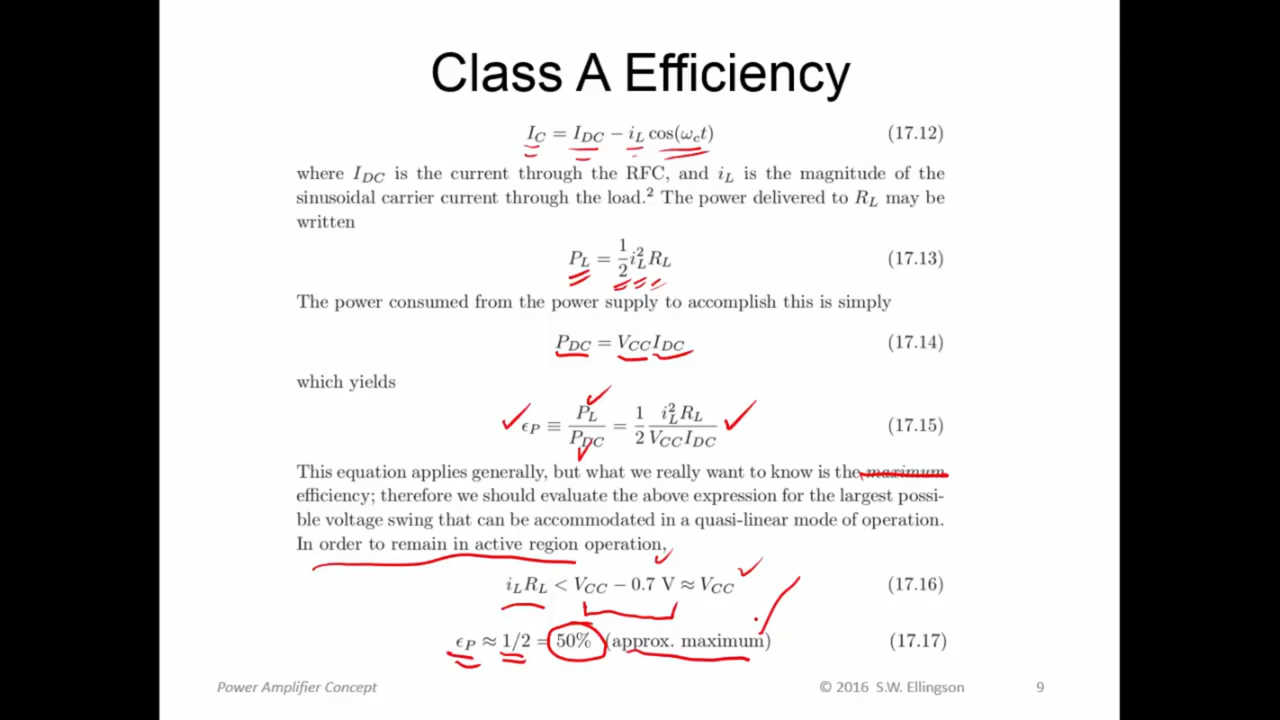 Class A Efficiency
I_C = I_DC − i_L cos(ω_c t) (17.12)
where I_DC is the current through the RFC, and i_L is the magnitude of the
sinusoidal carrier current through the load.² The power delivered to R_L may be
written
P_L = 1/2 i_L² R_L (17.13)
The power consumed from the power supply to accomplish this is simply
P_DC = V_CC I_DC (17.14)
which yields
ϵ_P ≡ P_L/P_DC = 1/2 i_L² R_L/V_CC I_DC (17.15)
This equation applies generally, but what we really want to know is the maximum
efficiency; therefore we should evaluate the above expression for the largest possi-
ble voltage swing that can be accommodated in a quasi-linear mode of operation.
In order to remain in active region operation,
i_L R_L < V_CC − 0.7 V ≈ V_CC (17.16)
ϵ_P ≈ 1/2 = 50% (approx. maximum) (17.17)
Power Amplifier Concept © 2016 S.W. Ellingson 9